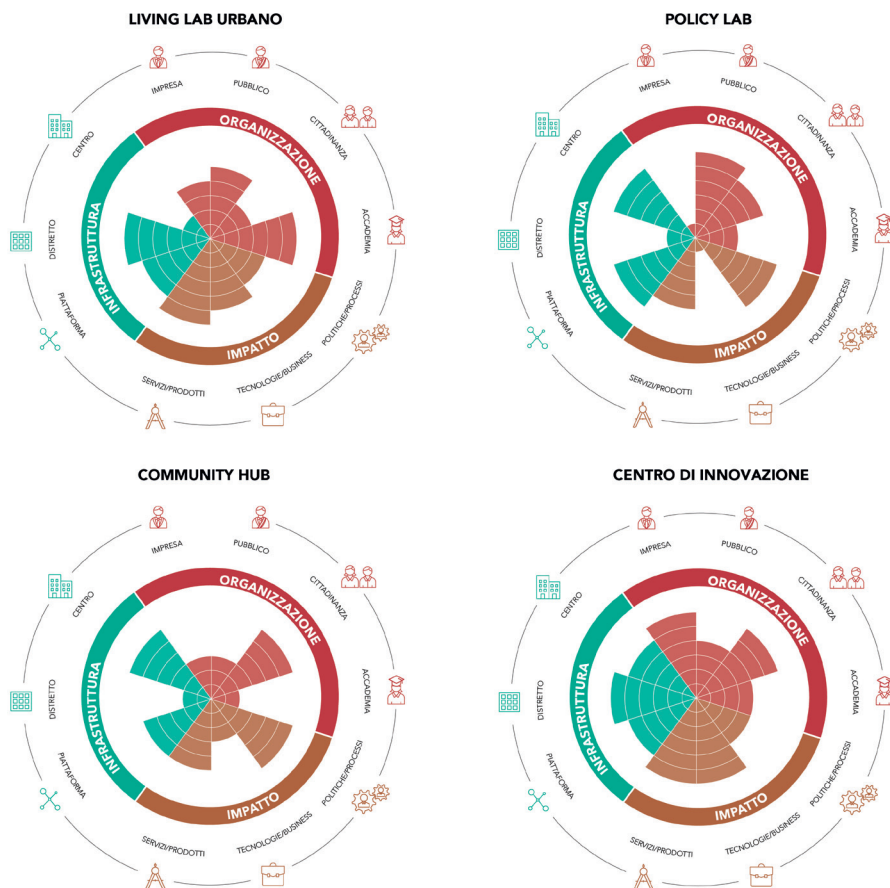 LIVING LAB URBANO
IMPRESA
PUBBLICO
CITTADINANZA
ACCADEMIA
POLITICHE/PROCESSI
TECNOLOGIE/BUSINESS
SERVIZI/PRODOTTI
PIATTAFORMA
DISTRETTO
CENTRO
ORGANIZZAZIONE
IMPATTO
INFRASTRUTTURA
POLICY LAB
IMPRESA
PUBBLICO
CITTADINANZA
ACCADEMIA
POLITICHE/PROCESSI
TECNOLOGIE/BUSINESS
SERVIZI/PRODOTTI
PIATTAFORMA
DISTRETTO
CENTRO
ORGANIZZAZIONE
IMPATTO
INFRASTRUTTURA
COMMUNITY HUB
IMPRESA
PUBBLICO
CITTADINANZA
ACCADEMIA
POLITICHE/PROCESSI
TECNOLOGIE/BUSINESS
SERVIZI/PRODOTTI
PIATTAFORMA
DISTRETTO
CENTRO
ORGANIZZAZIONE
IMPATTO
INFRASTRUTTURA
CENTRO DI INNOVAZIONE
IMPRESA
PUBBLICO
CITTADINANZA
ACCADEMIA
POLITICHE/PROCESSI
TECNOLOGIE/BUSINESS
SERVIZI/PRODOTTI
PIATTAFORMA
DISTRETTO
CENTRO
ORGANIZZAZIONE
IMPATTO
INFRASTRUTTURA